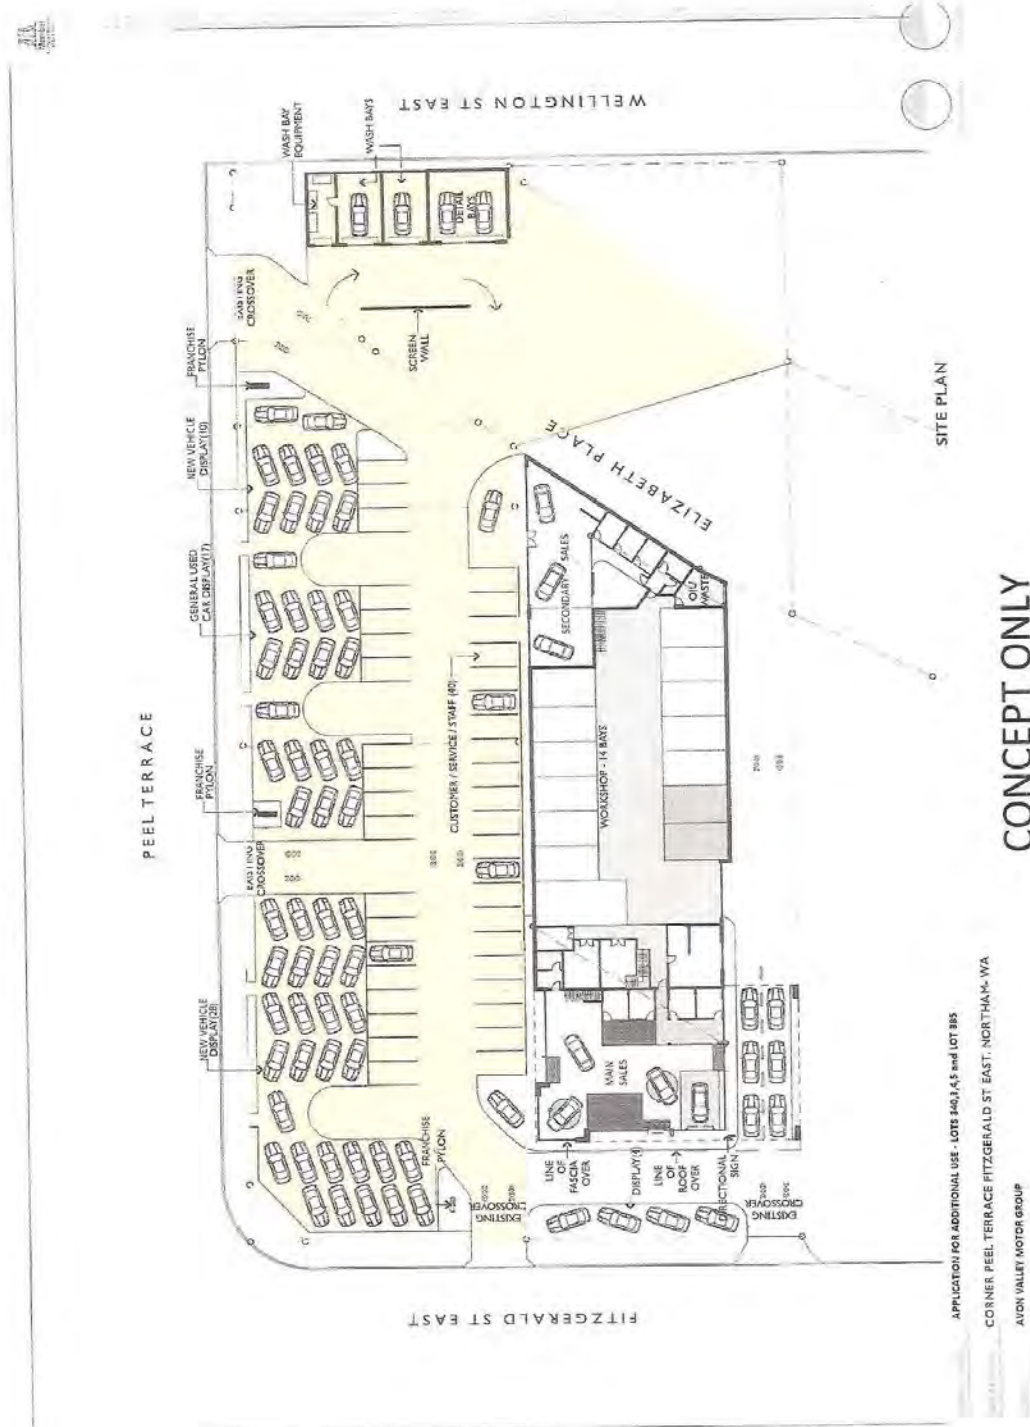 WELLINGTON ST EAST
WASH BAY
EQUIPMENT
WASH BAYS
DETAIL
BAYS
EXISTING
CROSSOVER
FRANCHISE
PYLON
SCREEN
WALL
NEW VEHICLE
DISPLAY(10)
ELIZABETH PLACE
SITE PLAN
GENERAL USED
CAR DISPLAY(17)
SECONDARY SALES
OIL/
WASTE
PEEL TERRACE
FRANCHISE
PYLON
CUSTOMER / SERVICE / STAFF (40)
WORKSHOP - 14 BAYS
EXISTING
CROSSOVER
CONCEPT ONLY
NEW VEHICLE
DISPLAY(28)
MAIN
SALES
FRANCHISE
PYLON
EXISTING
CROSSOVER
LINE
OF
FASCIA
OVER
DISPLAY(4)
LINE
OF
ROOF
OVER
DIRECTIONAL
SIGN
EXISTING
CROSSOVER
FITZGERALD ST EAST
APPLICATION FOR ADDITIONAL USE - LOTS 340,3,4,5 and LOT 385
CORNER PEEL TERRACE FITZGERALD ST EAST, NORTHAM- WA
AVON VALLEY MOTOR GROUP